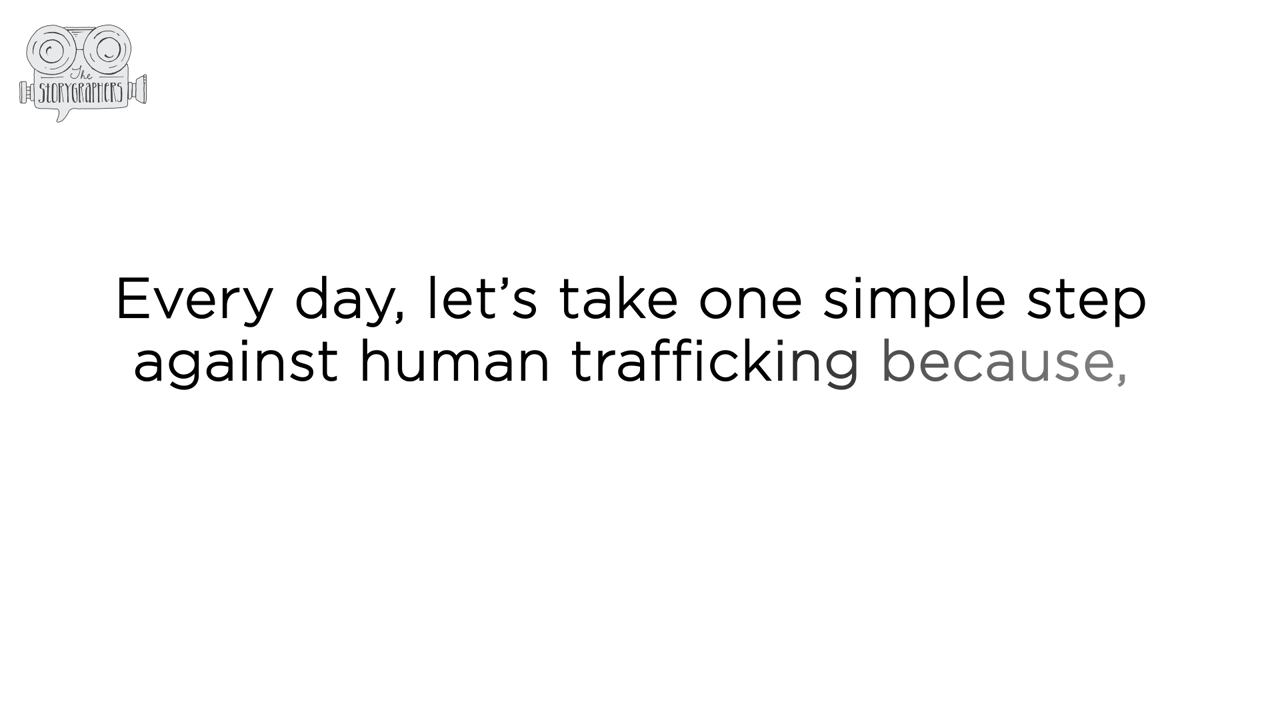 The
STORYGRAPHERS
Every day, let’s take one simple step
against human trafficking because,